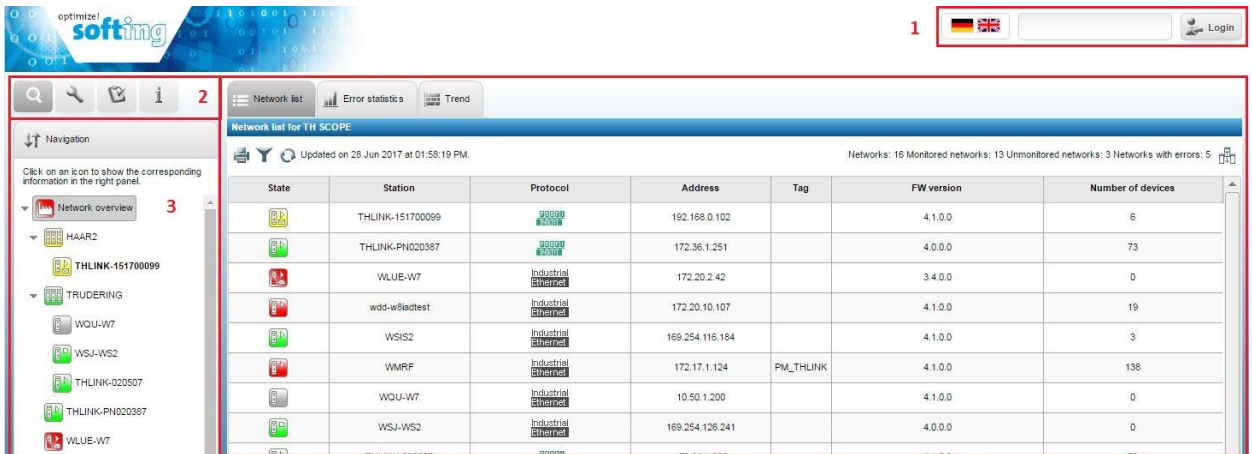 optimize!
softing
1
Login
2
Network list
Error statistics
Trend
Network list for TH SCOPE
Navigation
Updated on 28 Jun 2017 at 01:58:19 PM.
Networks: 16 Monitored networks: 13 Unmonitored networks: 3 Networks with errors: 5
Click on an icon to show the corresponding
information in the right panel.
State Station Protocol Address Tag FW version Number of devices
Network overview
3
HAAR2
THLINK-151700099
TRUDERING
WQU-W7
WSJ-WS2
THLINK-020507
THLINK-PN020387
WLUE-W7
THLINK-151700099 192.168.0.102 4.1.0.0 6
THLINK-PN020387 172.36.1.251 4.0.0.0 73
WLUE-W7 Industrial Ethernet 172.20.2.42 3.4.0.0 0
wdd-w8iadtest Industrial Ethernet 172.20.10.107 4.1.0.0 19
WSIS2 Industrial Ethernet 169.254.116.184 4.1.0.0 3
WMRF Industrial Ethernet 172.17.1.124 PM_THLINK 4.1.0.0 138
WQU-W7 Industrial Ethernet 10.50.1.200 4.1.0.0 0
WSJ-WS2 Industrial Ethernet 169.254.126.241 4.0.0.0 0